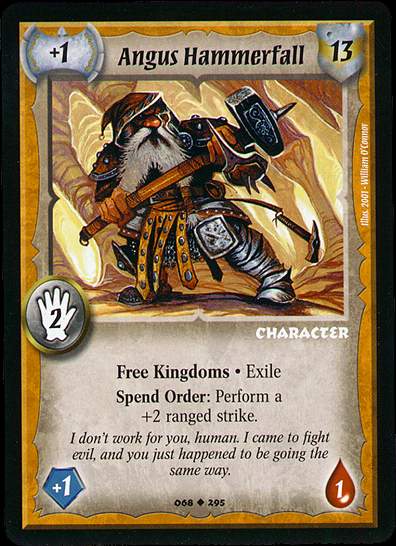 +1
Angus Hammerfall
13
Illus. 2001 - William O'Connor
2
CHARACTER
Free Kingdoms • Exile
Spend Order: Perform a
+2 ranged strike.
I don't work for you, human. I came to fight
evil, and you just happened to be going the
same way.
+1
068 ◆ 295
1